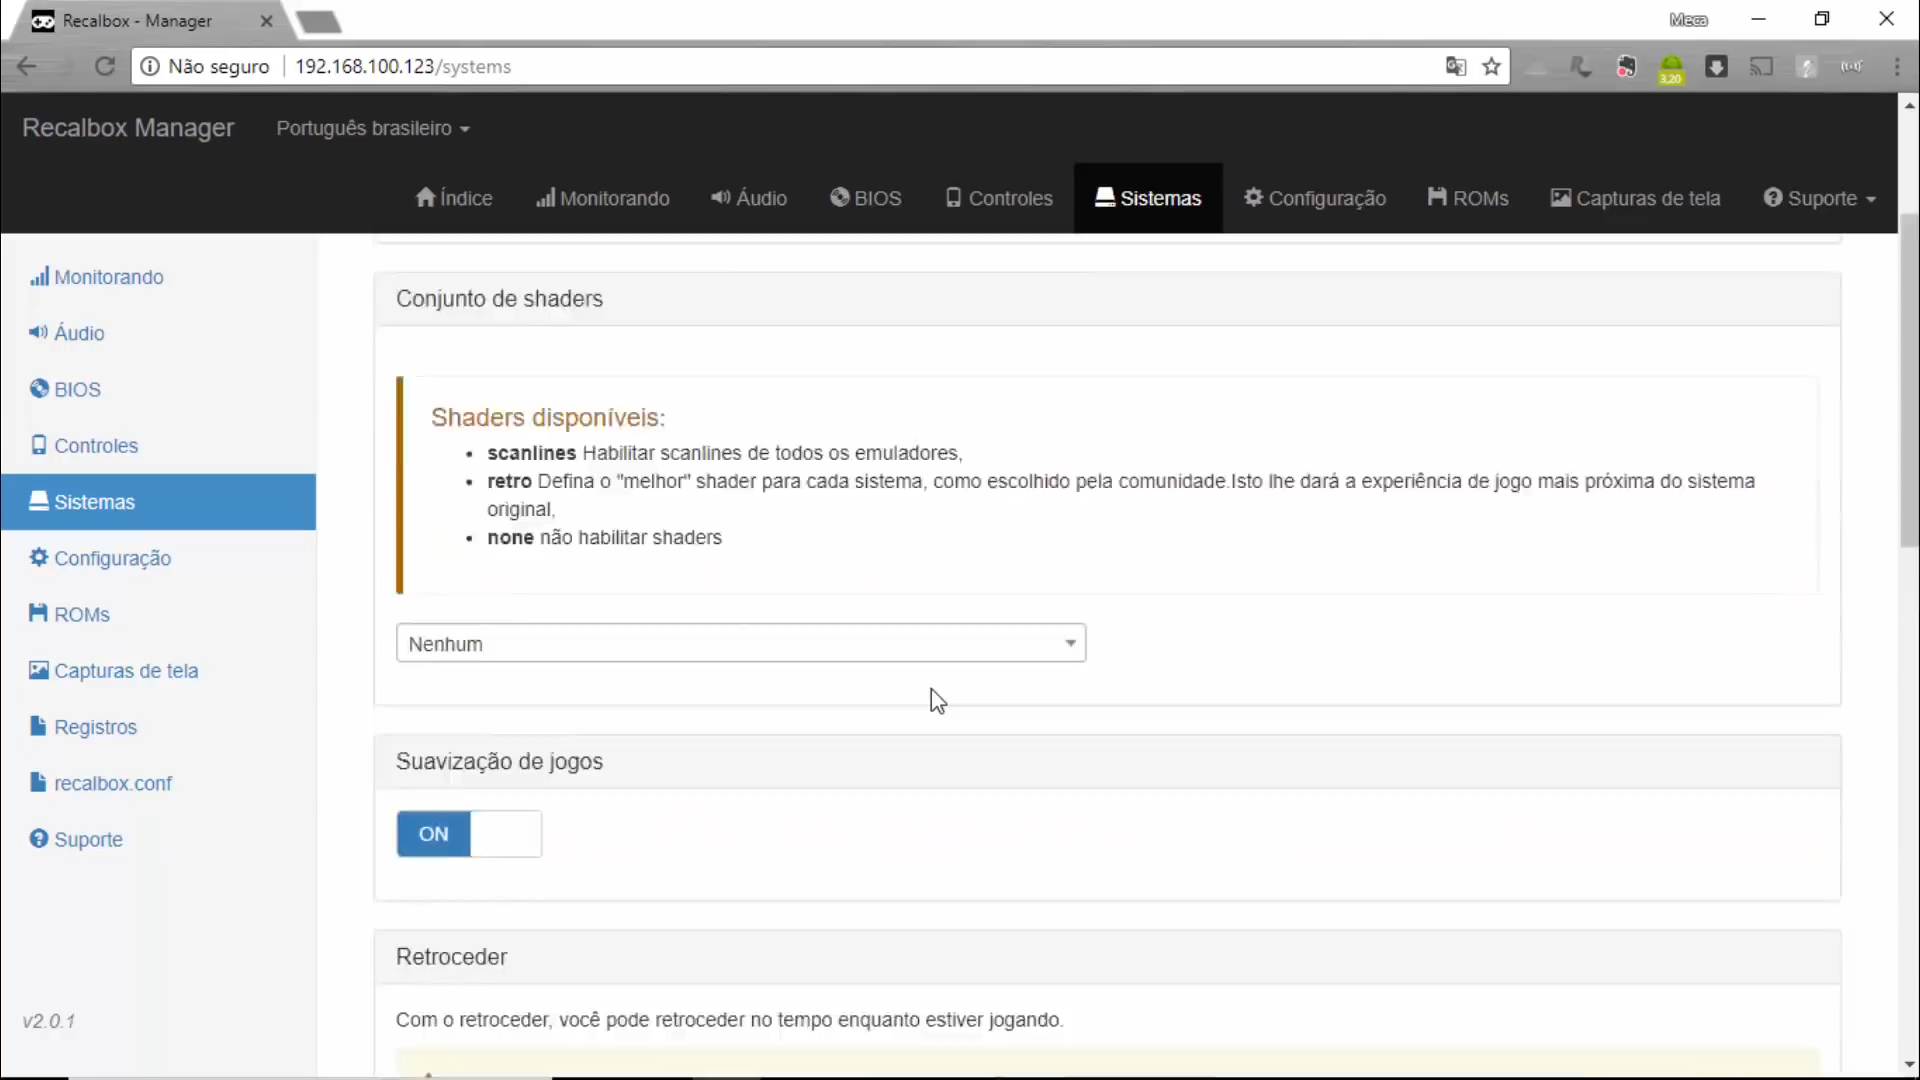 Recalbox - Manager
Meca
Não seguro 192.168.100.123/systems
3,20
Recalbox Manager Português brasileiro
Índice Monitorando Áudio BIOS Controles Sistemas Configuração ROMs Capturas de tela Suporte
Monitorando
Áudio
BIOS
Controles
Sistemas
Configuração
ROMs
Capturas de tela
Registros
recalbox.conf
Suporte
v2.0.1
Conjunto de shaders
Shaders disponíveis:
• scanlines Habilitar scanlines de todos os emuladores,
• retro Defina o "melhor" shader para cada sistema, como escolhido pela comunidade.Isto lhe dará a experiência de jogo mais próxima do sistema
original,
• none não habilitar shaders
Nenhum
Suavização de jogos
ON
Retroceder
Com o retroceder, você pode retroceder no tempo enquanto estiver jogando.